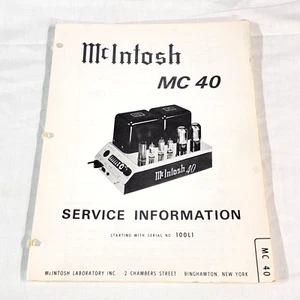 McIntosh
MC 40
McIntosh 40
SERVICE INFORMATION
STARTING WITH SERIAL NO. 100L1
McINTOSH LABORATORY INC. 2 CHAMBERS STREET BINGHAMTON, NEW YORK
MC 40